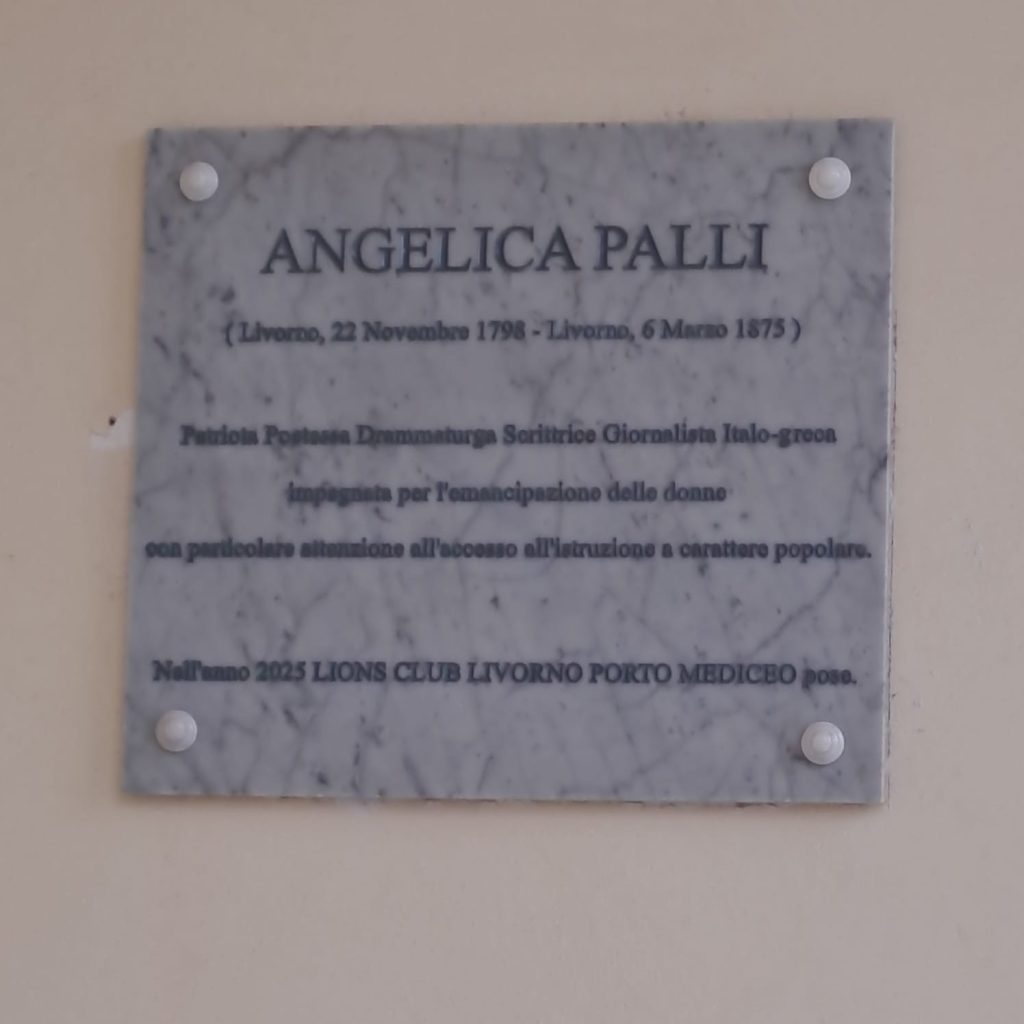 ANGELICA PALLI
( Livorno, 22 Novembre 1798 - Livorno, 6 Marzo 1875 )
Patriota Poetessa Drammaturga Scrittrice Giornalista Italo-greca
impegnata per l'emancipazione delle donne
con particolare attenzione all'accesso all'istruzione a carattere popolare.
Nell'anno 2025 LIONS CLUB LIVORNO PORTO MEDICEO pose.